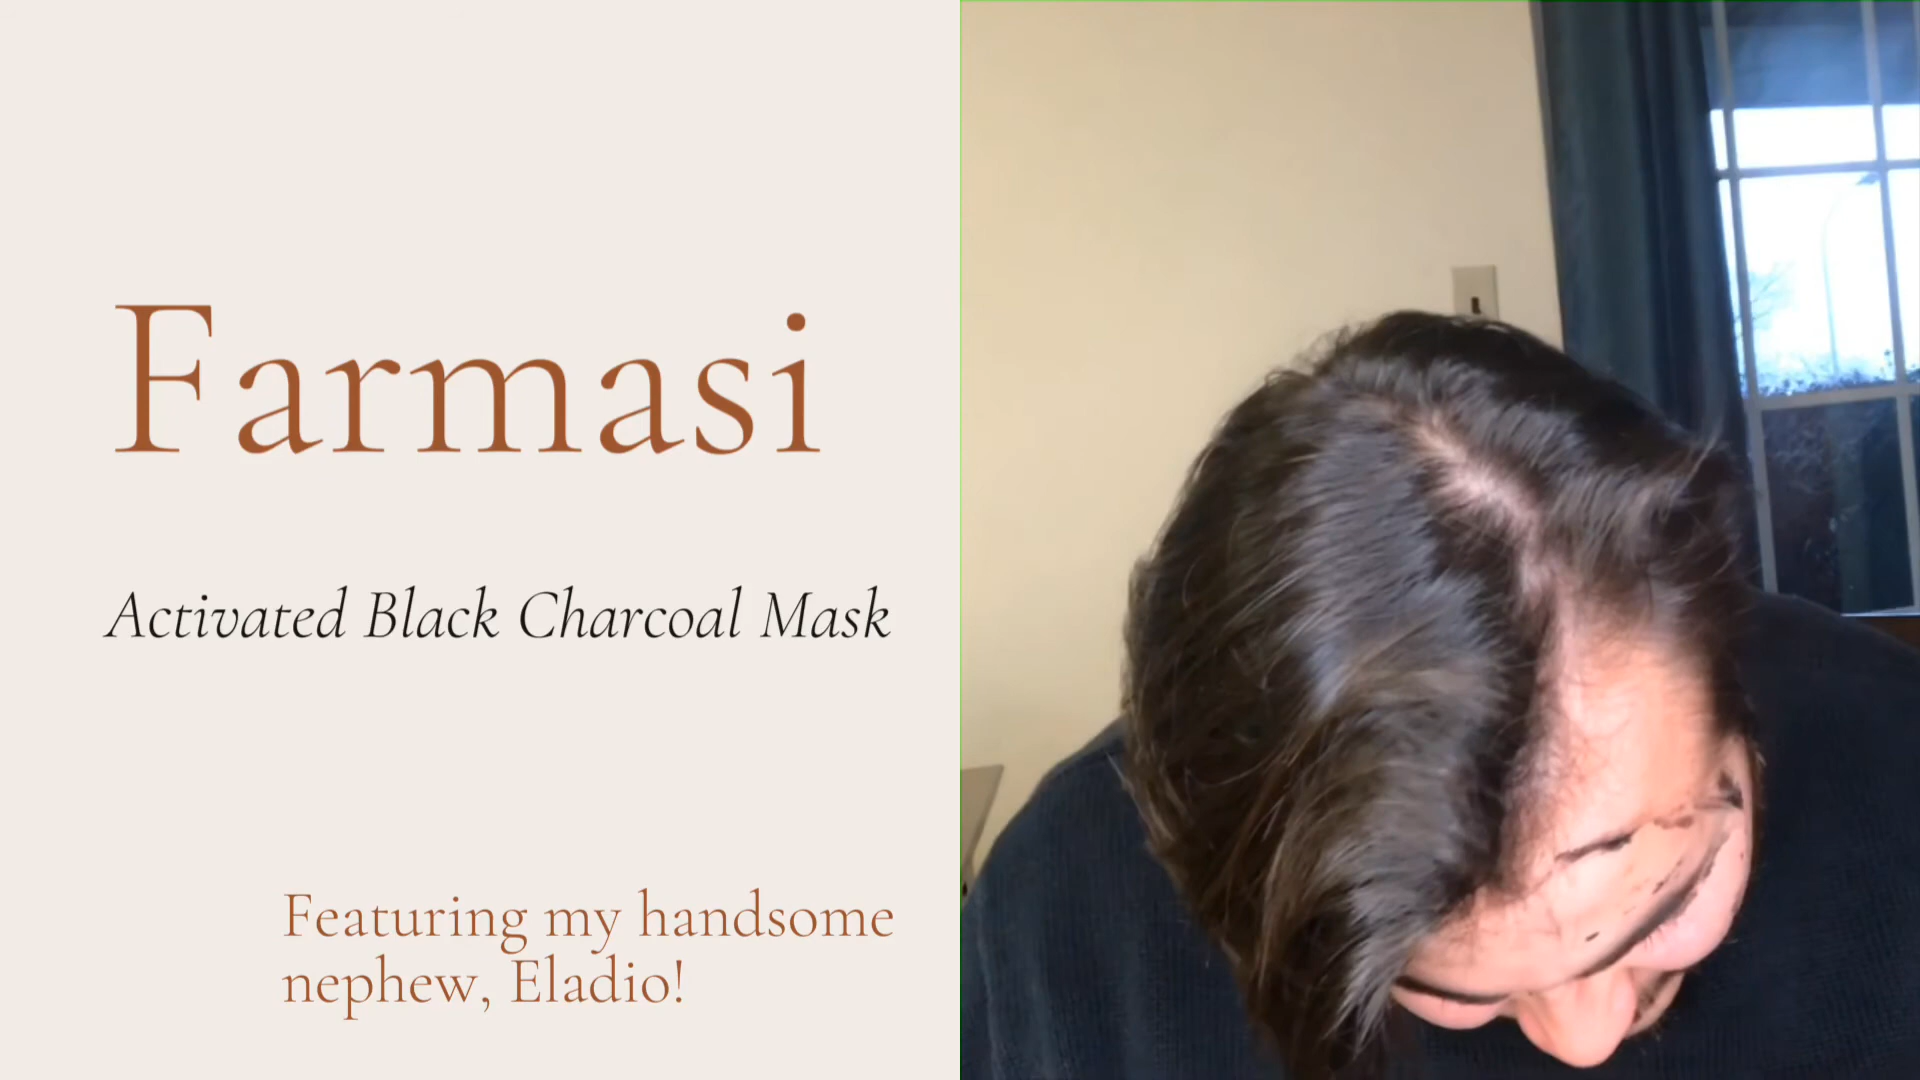 Farmasi
Activated Black Charcoal Mask
Featuring my handsome
nephew, Eladio!